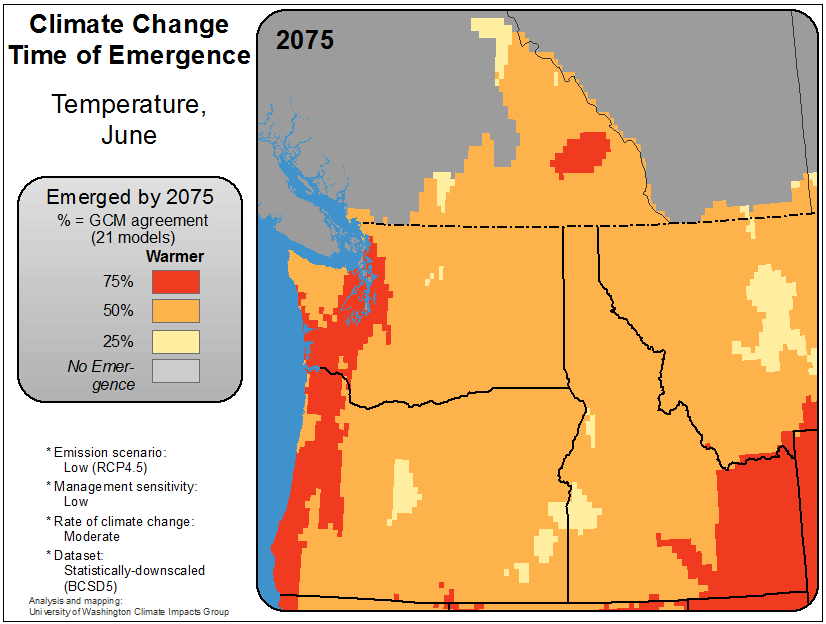 Climate Change
Time of Emergence
Temperature,
June
2075
Emerged by 2075
% = GCM agreement
(21 models)
Warmer
75%
50%
25%
No Emer-
gence
* Emission scenario:
Low (RCP4.5)
* Management sensitivity:
Low
* Rate of climate change:
Moderate
* Dataset:
Statistically-downscaled
(BCSD5)
Analysis and mapping:
University of Washington Climate Impacts Group